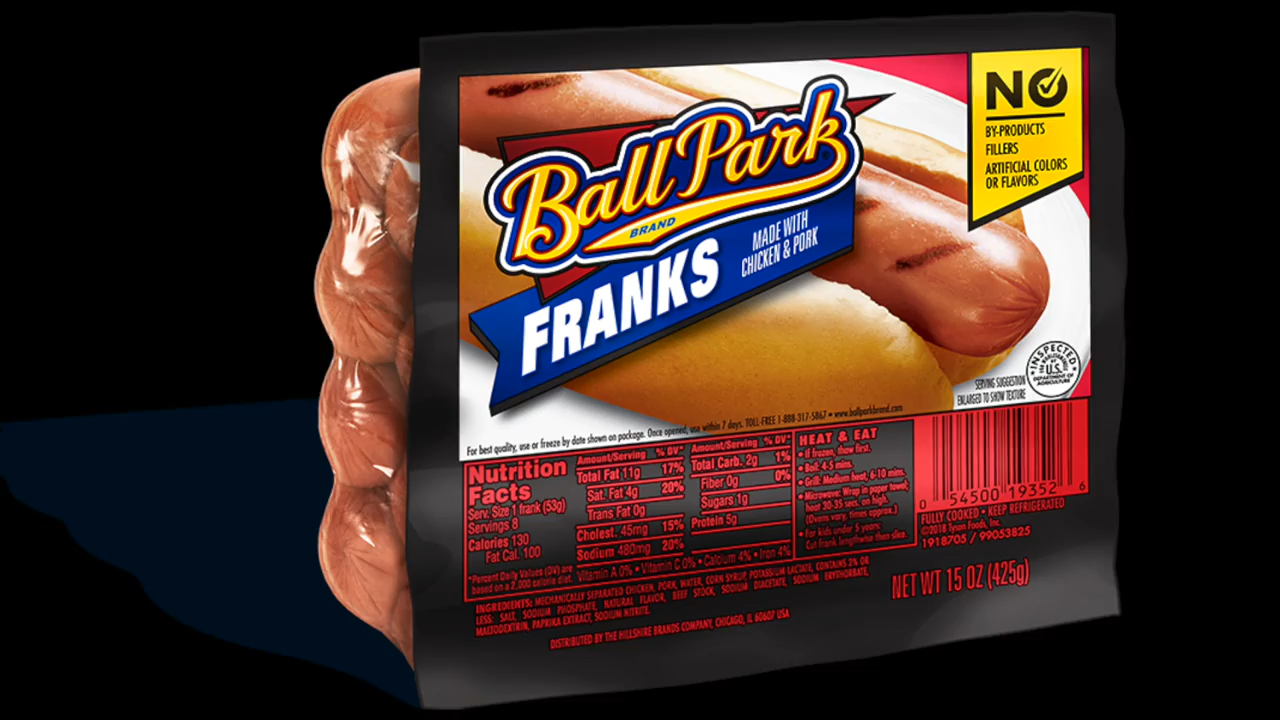 Ball Park
BRAND
FRANKS
MADE WITH
CHICKEN & PORK
NO
BY-PRODUCTS
FILLERS
ARTIFICIAL COLORS
OR FLAVORS
SERVING SUGGESTION
ENLARGED TO SHOW TEXTURE
INSPECTED
FOR WHOLESOMENESS
BY
U.S.
DEPARTMENT OF
AGRICULTURE
For best quality, use or freeze by date shown on package. Once opened, use within 7 days. TOLL-FREE 1-888-317-5867 • www.ballparkbrand.com
Nutrition
Facts
Serv. Size 1 frank (53g)
Servings 8
Calories 130
Fat Cal. 100
*Percent Daily Values (DV) are
based on a 2,000 calorie diet.
Amount/Serving % DV*
Total Fat 11g 17%
Sat. Fat 4g 20%
Trans Fat 0g
Cholest. 45mg 15%
Sodium 480mg 20%
Amount/Serving % DV*
Total Carb. 2g 1%
Fiber 0g 0%
Sugars 1g
Protein 5g
Vitamin A 0% • Vitamin C 0% • Calcium 4% • Iron 4%
HEAT & EAT
• If frozen, thaw first.
• Boil: 4-5 mins.
• Grill: Medium heat, 6-10 mins.
• Microwave: Wrap in paper towel;
heat 30-35 secs. on high.
(Ovens vary, times approx.)
• For kids under 5 years:
Cut frank lengthwise then slice.
0 54500 19352 6
FULLY COOKED • KEEP REFRIGERATED
©2018 Tyson Foods, Inc.
1918705 / 99053825
INGREDIENTS: MECHANICALLY SEPARATED CHICKEN, PORK, WATER, CORN SYRUP, POTASSIUM LACTATE, CONTAINS 2% OR
LESS: SALT, SODIUM PHOSPHATE, NATURAL FLAVOR, BEEF STOCK, SODIUM DIACETATE, SODIUM ERYTHORBATE,
MALTODEXTRIN, PAPRIKA EXTRACT, SODIUM NITRITE.
DISTRIBUTED BY THE HILLSHIRE BRANDS COMPANY, CHICAGO, IL 60607 USA
NET WT 15 OZ (425g)